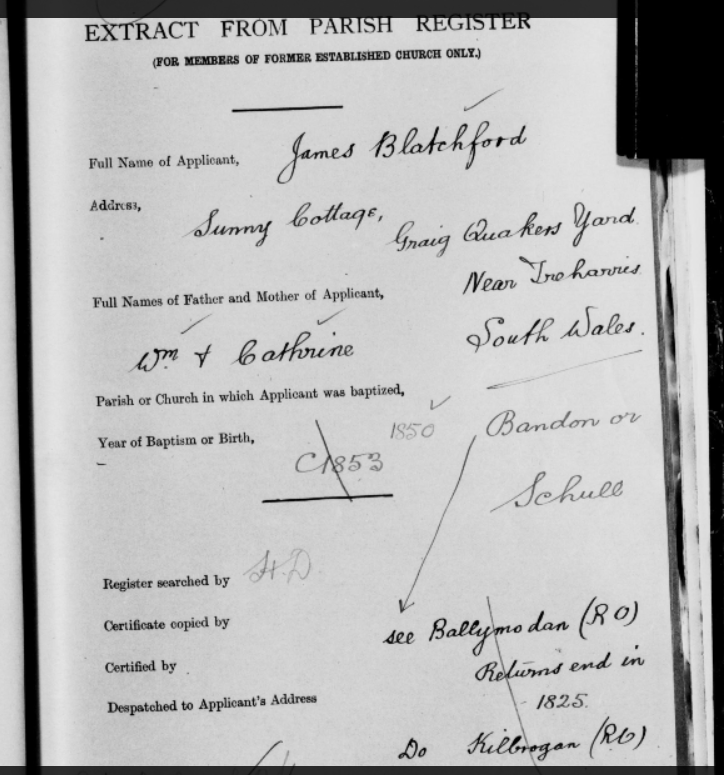 EXTRACT FROM PARISH REGISTER
(FOR MEMBERS OF FORMER ESTABLISHED CHURCH ONLY.)
Full Name of Applicant, James Blatchford
Address,
Sunny Cottage, Graig Quakers Yard
Near Treharris
South Wales.
Full Names of Father and Mother of Applicant,
Wm & Cathrine
Parish or Church in which Applicant was baptized,
Bandon or
Schull
Year of Baptism or Birth, 1850
C1853
Register searched by H.D.
Certificate copied by
see Ballymodan (RO)
Certified by
Returns end in
1825.
Despatched to Applicant's Address
Do Kilbrogan (RO)